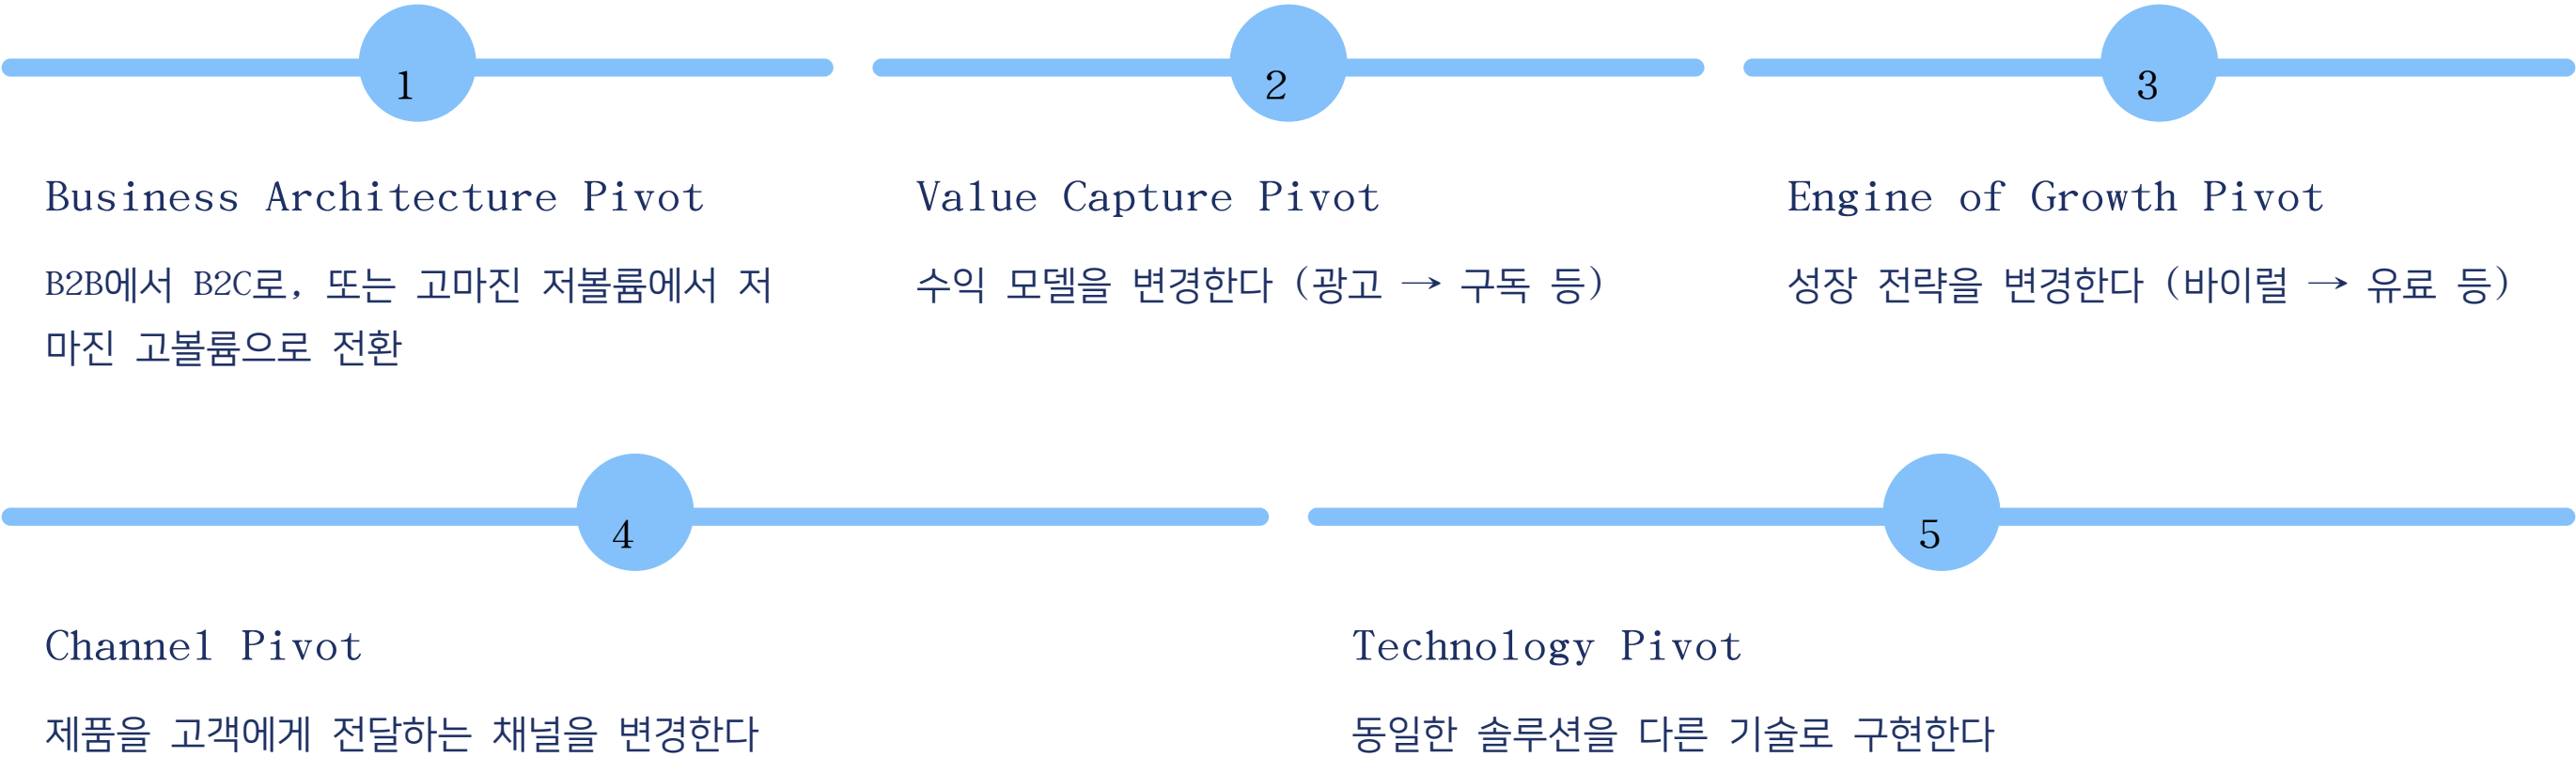 1
2
3
Business Architecture Pivot
Value Capture Pivot
Engine of Growth Pivot
B2B에서 B2C로, 또는 고마진 저볼륨에서 저
마진 고볼륨으로 전환
수익 모델을 변경한다 (광고 → 구독 등)
성장 전략을 변경한다 (바이럴 → 유료 등)
4
5
Channel Pivot
Technology Pivot
제품을 고객에게 전달하는 채널을 변경한다
동일한 솔루션을 다른 기술로 구현한다